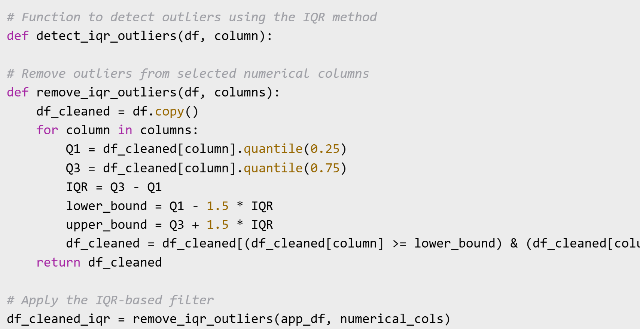 # Function to detect outliers using the IQR method
def detect_iqr_outliers(df, column):
# Remove outliers from selected numerical columns
def remove_iqr_outliers(df, columns):
    df_cleaned = df.copy()
    for column in columns:
        Q1 = df_cleaned[column].quantile(0.25)
        Q3 = df_cleaned[column].quantile(0.75)
        IQR = Q3 - Q1
        lower_bound = Q1 - 1.5 * IQR
        upper_bound = Q3 + 1.5 * IQR
        df_cleaned = df_cleaned[(df_cleaned[column] >= lower_bound) & (df_cleaned[colu
    return df_cleaned
# Apply the IQR-based filter
df_cleaned_iqr = remove_iqr_outliers(app_df, numerical_cols)